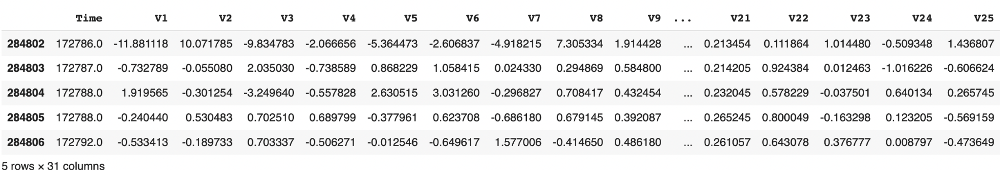 Time V1 V2 V3 V4 V5 V6 V7 V8 V9 ... V21 V22 V23 V24 V25
284802 172786.0 -11.881118 10.071785 -9.834783 -2.066656 -5.364473 -2.606837 -4.918215 7.305334 1.914428 ... 0.213454 0.111864 1.014480 -0.509348 1.436807
284803 172787.0 -0.732789 -0.055080 2.035030 -0.738589 0.868229 1.058415 0.024330 0.294869 0.584800 ... 0.214205 0.924384 0.012463 -1.016226 -0.606624
284804 172788.0 1.919565 -0.301254 -3.249640 -0.557828 2.630515 3.031260 -0.296827 0.708417 0.432454 ... 0.232045 0.578229 -0.037501 0.640134 0.265745
284805 172788.0 -0.240440 0.530483 0.702510 0.689799 -0.377961 0.623708 -0.686180 0.679145 0.392087 ... 0.265245 0.800049 -0.163298 0.123205 -0.569159
284806 172792.0 -0.533413 -0.189733 0.703337 -0.506271 -0.012546 -0.649617 1.577006 -0.414650 0.486180 ... 0.261057 0.643078 0.376777 0.008797 -0.473649
5 rows × 31 columns